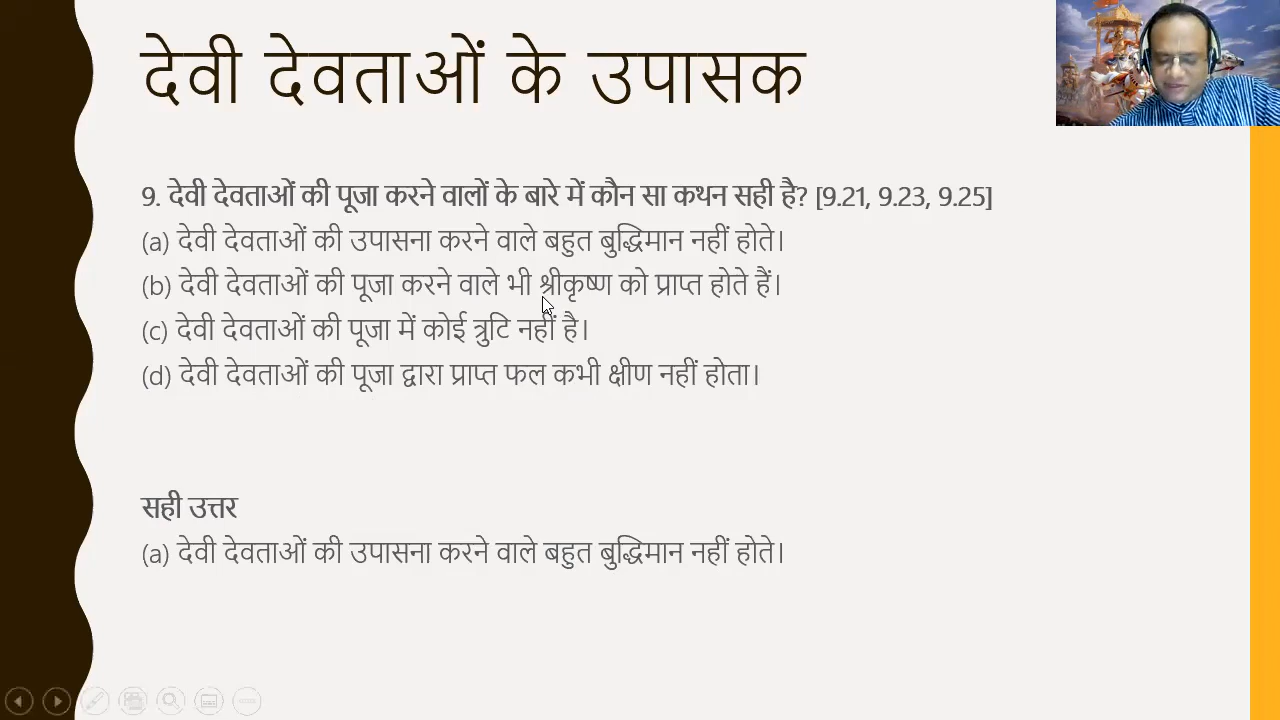 देवी देवताओं के उपासक
9. देवी देवताओं की पूजा करने वालों के बारे में कौन सा कथन सही है? [9.21, 9.23, 9.25]
(a) देवी देवताओं की उपासना करने वाले बहुत बुद्धिमान नहीं होते।
(b) देवी देवताओं की पूजा करने वाले भी श्रीकृष्ण को प्राप्त होते हैं।
(c) देवी देवताओं की पूजा में कोई त्रुटि नहीं है।
(d) देवी देवताओं की पूजा द्वारा प्राप्त फल कभी क्षीण नहीं होता।
सही उत्तर
(a) देवी देवताओं की उपासना करने वाले बहुत बुद्धिमान नहीं होते।